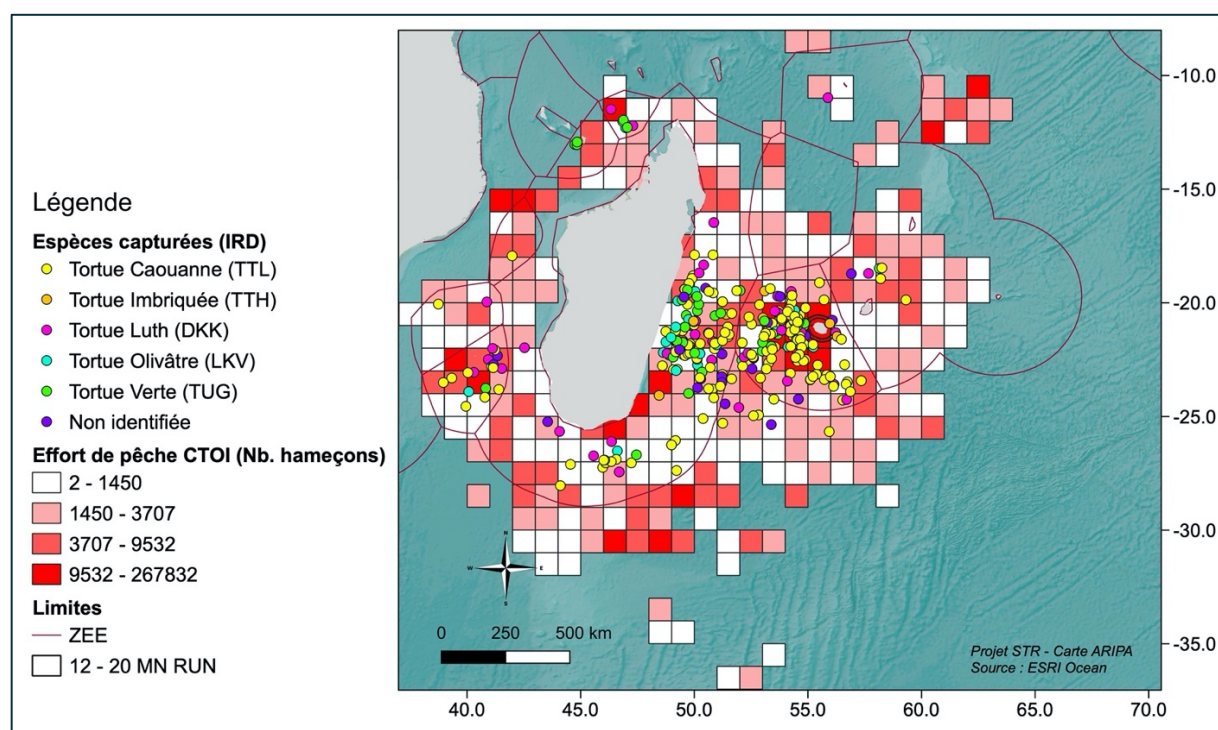 Légende
Espèces capturées (IRD)
Tortue Caouanne (TTL)
Tortue Imbriquée (TTH)
Tortue Luth (DKK)
Tortue Olivâtre (LKV)
Tortue Verte (TUG)
Non identifiée
Effort de pêche CTOI (Nb. hameçons)
2 - 1450
1450 - 3707
3707 - 9532
9532 - 267832
Limites
ZEE
12 - 20 MN RUN
-10.0
-15.0
-20.0
-25.0
-30.0
-35.0
N
W
E
S
0 250 500 km
Projet STR - Carte ARIPA
Source : ESRI Ocean
40.0 45.0 50.0 55.0 60.0 65.0 70.0